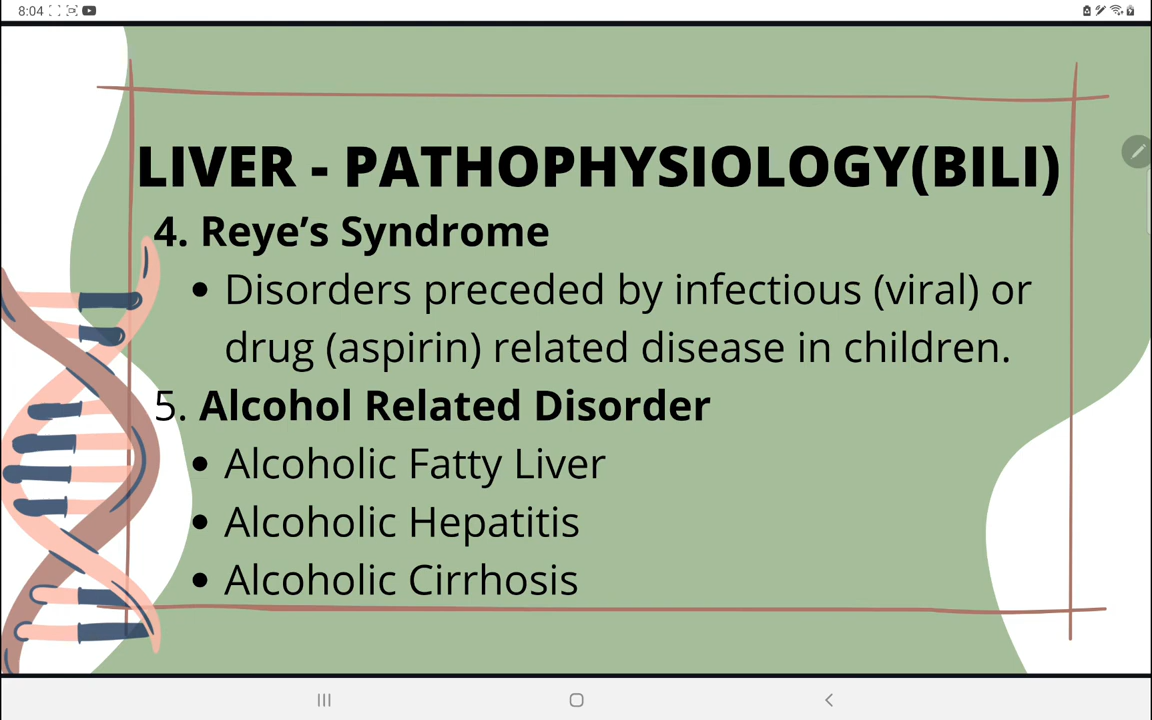 8:04
LIVER - PATHOPHYSIOLOGY(BILI)
4. Reye’s Syndrome
• Disorders preceded by infectious (viral) or
drug (aspirin) related disease in children.
5. Alcohol Related Disorder
• Alcoholic Fatty Liver
• Alcoholic Hepatitis
• Alcoholic Cirrhosis